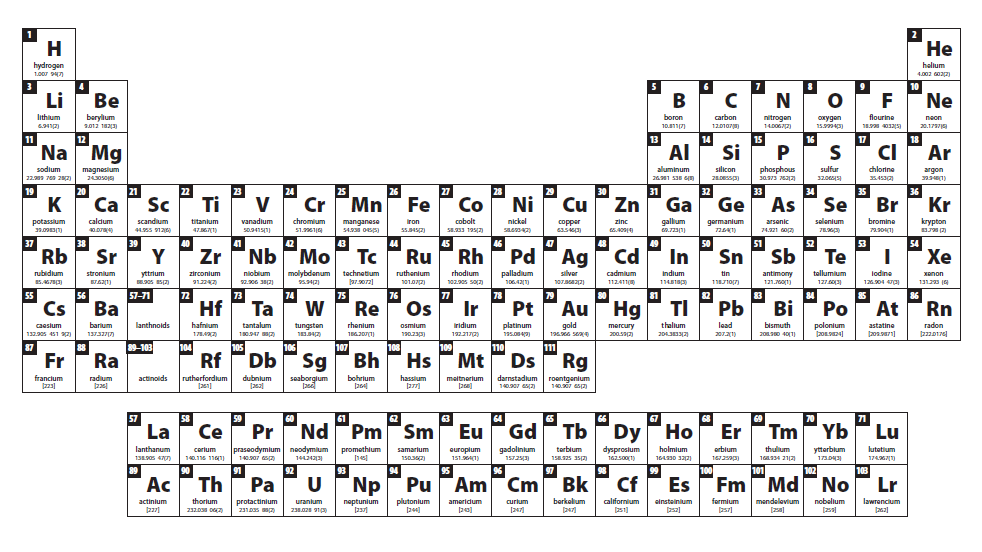 1 2
H He
hydrogen helium
1.007 94(7) 4.002 602(2)
3 4 5 6 7 8 9 10
Li Be B C N O F Ne
lithium berylium boron carbon nitrogen oxygen flourine neon
6.941(2) 9.012 182(3) 10.811(7) 12.0107(8) 14.0067(2) 15.9994(3) 18.998 4032(5) 20.1797(6)
11 12 13 14 15 16 17 18
Na Mg Al Si P S Cl Ar
sodium magnesium aluminum silicon phosphous sulfur chlorine argon
22.989 769 28(2) 24.3050(6) 26.981 538 6(8) 28.0855(3) 30.973 762(2) 32.065(5) 35.453(2) 39.948(1)
19 20 21 22 23 24 25 26 27 28 29 30 31 32 33 34 35 36
K Ca Sc Ti V Cr Mn Fe Co Ni Cu Zn Ga Ge As Se Br Kr
potassium calcium scandium titanium vanadium chromium manganese iron cobolt nickel copper zinc gallium germanium arsenic selenium bromine krypton
39.0983(1) 40.078(4) 44.955 912(6) 47.867(1) 50.9415(1) 51.9961(6) 54.938 045(5) 55.845(2) 58.933 195(2) 58.6934(2) 63.546(3) 65.409(4) 69.723(1) 72.64(1) 74.921 60(2) 78.96(3) 79.904(1) 83.798 (2)
37 38 39 40 41 42 43 44 45 46 47 48 49 50 51 52 53 54
Rb Sr Y Zr Nb Mo Tc Ru Rh Pd Ag Cd In Sn Sb Te I Xe
rubidium stronium yttrium zirconium niobium molybdenum technetium ruthenium rhodium palladium silver cadmium indium tin antimony tellurium iodine xenon
85.4678(3) 87.62(1) 88.905 85(2) 91.224(2) 92.906 38(2) 95.94(2) [97.9072] 101.07(2) 102.905 50(2) 106.42(1) 107.8682(2) 112.411(8) 114.818(3) 118.710(7) 121.760(1) 127.60(3) 126.904 47(3) 131.293 (6)
55 56 57–71 72 73 74 75 76 77 78 79 80 81 82 83 84 85 86
Cs Ba Hf Ta W Re Os Ir Pt Au Hg Tl Pb Bi Po At Rn
caesium barium lanthnoids hafnium tantalum tungsten rhenium osmium iridium platinum gold mercury thalium lead bismuth polonium astatine radon
132.905 451 9(2) 137.327(7) 178.49(2) 180.947 88(2) 183.84(2) 186.207(1) 190.23(3) 192.217(2) 195.084(9) 196.966 569(4) 200.59(2) 204.3833(2) 207.2(1) 208.980 40(1) [208.9824] [209.9871] [222.0176]
87 88 89–103 104 105 106 107 108 109 110 111
Fr Ra Rf Db Sg Bh Hs Mt Ds Rg
francium radium actinoids rutherfordium dubnium seaborgium bohrium hassium meitnerium darnstadium roentgenium
[223] [226] [261] [262] [266] [264] [277] [268] 140.907 65(2) 140.907 65(2)
57 58 59 60 61 62 63 64 65 66 67 68 69 70 71
La Ce Pr Nd Pm Sm Eu Gd Tb Dy Ho Er Tm Yb Lu
lanthanum cerium praseodymium neodymium promethium samarium europium gadolinium terbium dysprosium holmium erbium thulium ytterbium lutetium
138.905 47(7) 140.116 116(1) 140.907 65(2) 144.242(3) [145] 150.36(2) 151.964(1) 157.25(3) 158.925 35(2) 162.500(1) 164.930 32(2) 167.259(3) 168.934 21(2) 173.04(3) 174.967(1)
89 90 91 92 93 94 95 96 97 98 99 100 101 102 103
Ac Th Pa U Np Pu Am Cm Bk Cf Es Fm Md No Lr
actinium thorium protactinium uranium neptunium plutonium americium curium berkelium californium einsteinium fermium mendelevium nobelium lawrencium
[227] 232.038 06(2) 231.035 88(2) 238.028 91(3) [237] [244] [243] [247] [247] [251] [252] [257] [258] [259] [262]